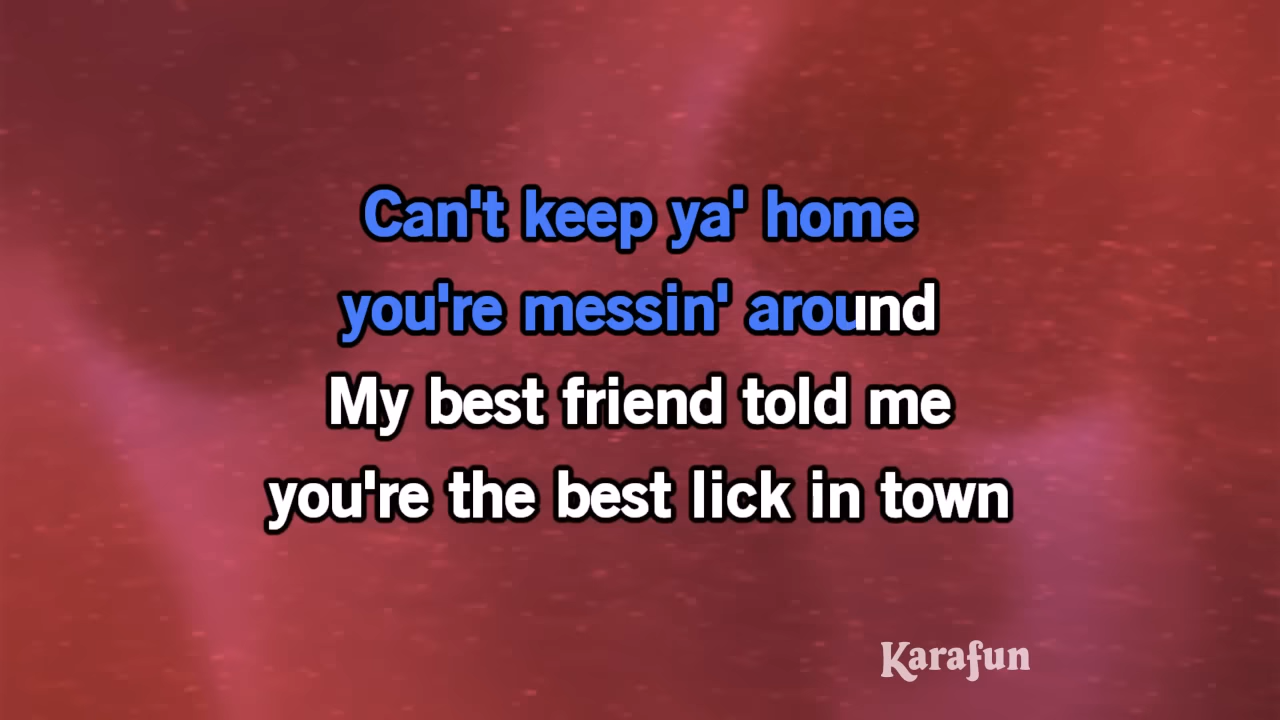 Can't keep ya' home
you're messin' around
My best friend told me
you're the best lick in town
Karafun